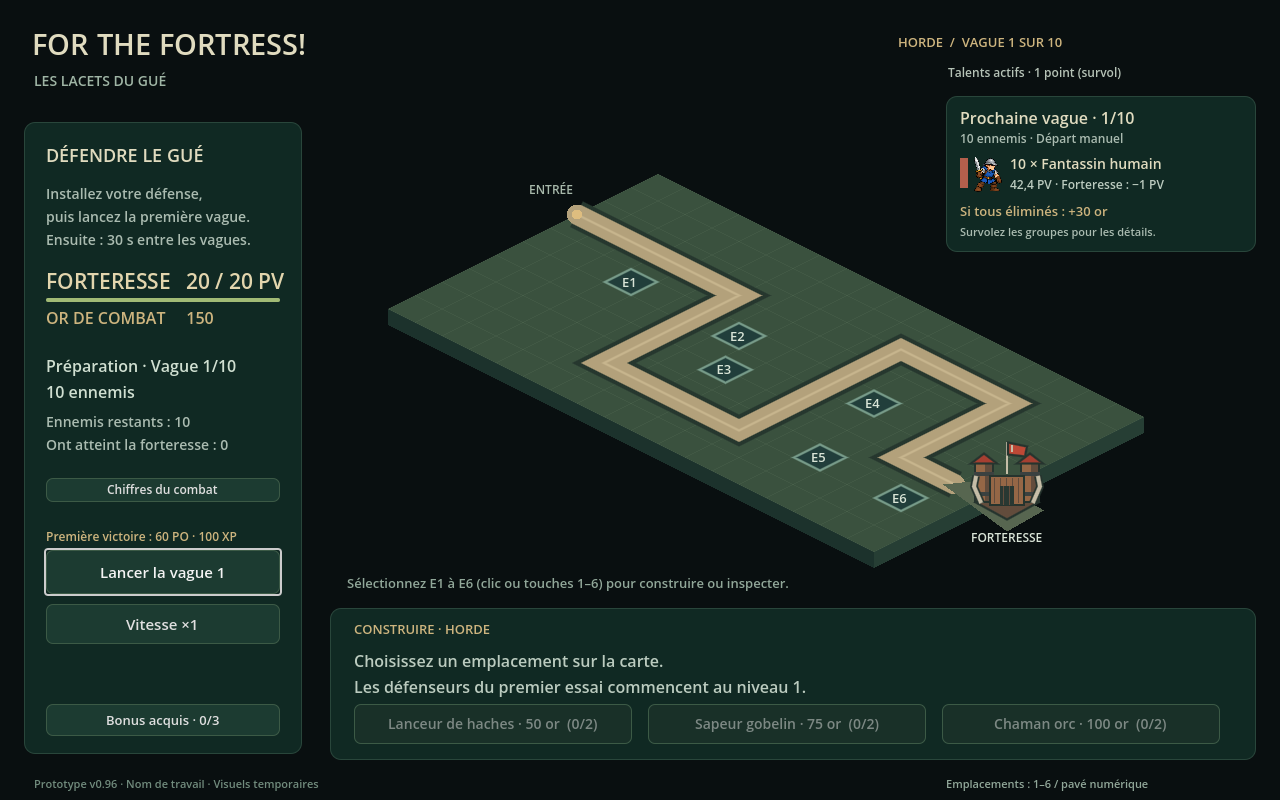 FOR THE FORTRESS!
LES LACETS DU GUÉ
HORDE / VAGUE 1 SUR 10
Talents actifs · 1 point (survol)
Prochaine vague · 1/10
10 ennemis · Départ manuel
10 × Fantassin humain
42,4 PV · Forteresse : −1 PV
Si tous éliminés : +30 or
Survolez les groupes pour les détails.
DÉFENDRE LE GUÉ
Installez votre défense,
puis lancez la première vague.
Ensuite : 30 s entre les vagues.
FORTERESSE 20 / 20 PV
OR DE COMBAT 150
Préparation · Vague 1/10
10 ennemis
Ennemis restants : 10
Ont atteint la forteresse : 0
Chiffres du combat
Première victoire : 60 PO · 100 XP
Lancer la vague 1
Vitesse ×1
Bonus acquis · 0/3
ENTRÉE
E1
E2
E3
E4
E5
E6
FORTERESSE
Sélectionnez E1 à E6 (clic ou touches 1–6) pour construire ou inspecter.
CONSTRUIRE · HORDE
Choisissez un emplacement sur la carte.
Les défenseurs du premier essai commencent au niveau 1.
Lanceur de haches · 50 or (0/2)
Sapeur gobelin · 75 or (0/2)
Chaman orc · 100 or (0/2)
Prototype v0.96 · Nom de travail · Visuels temporaires
Emplacements : 1–6 / pavé numérique